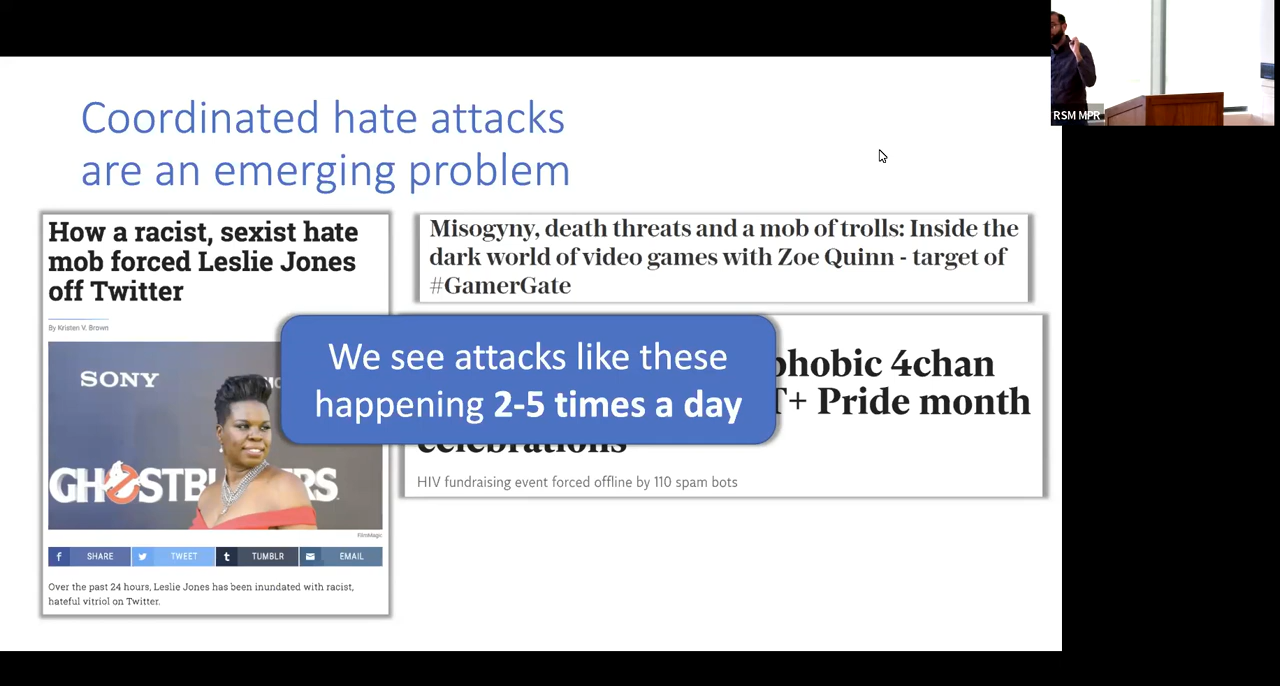 Coordinated hate attacks
are an emerging problem
How a racist, sexist hate
mob forced Leslie Jones
off Twitter
By Kristen V. Brown
SONY
GHOSTB RS
FilmMagic
f SHARE TWEET t TUMBLR EMAIL
Over the past 24 hours, Leslie Jones has been inundated with racist,
hateful vitriol on Twitter.
Misogyny, death threats and a mob of trolls: Inside the
dark world of video games with Zoe Quinn - target of
#GamerGate
We see attacks like these
happening 2-5 times a day
phobic 4chan
T+ Pride month
celebrations
HIV fundraising event forced offline by 110 spam bots
RSM MPR